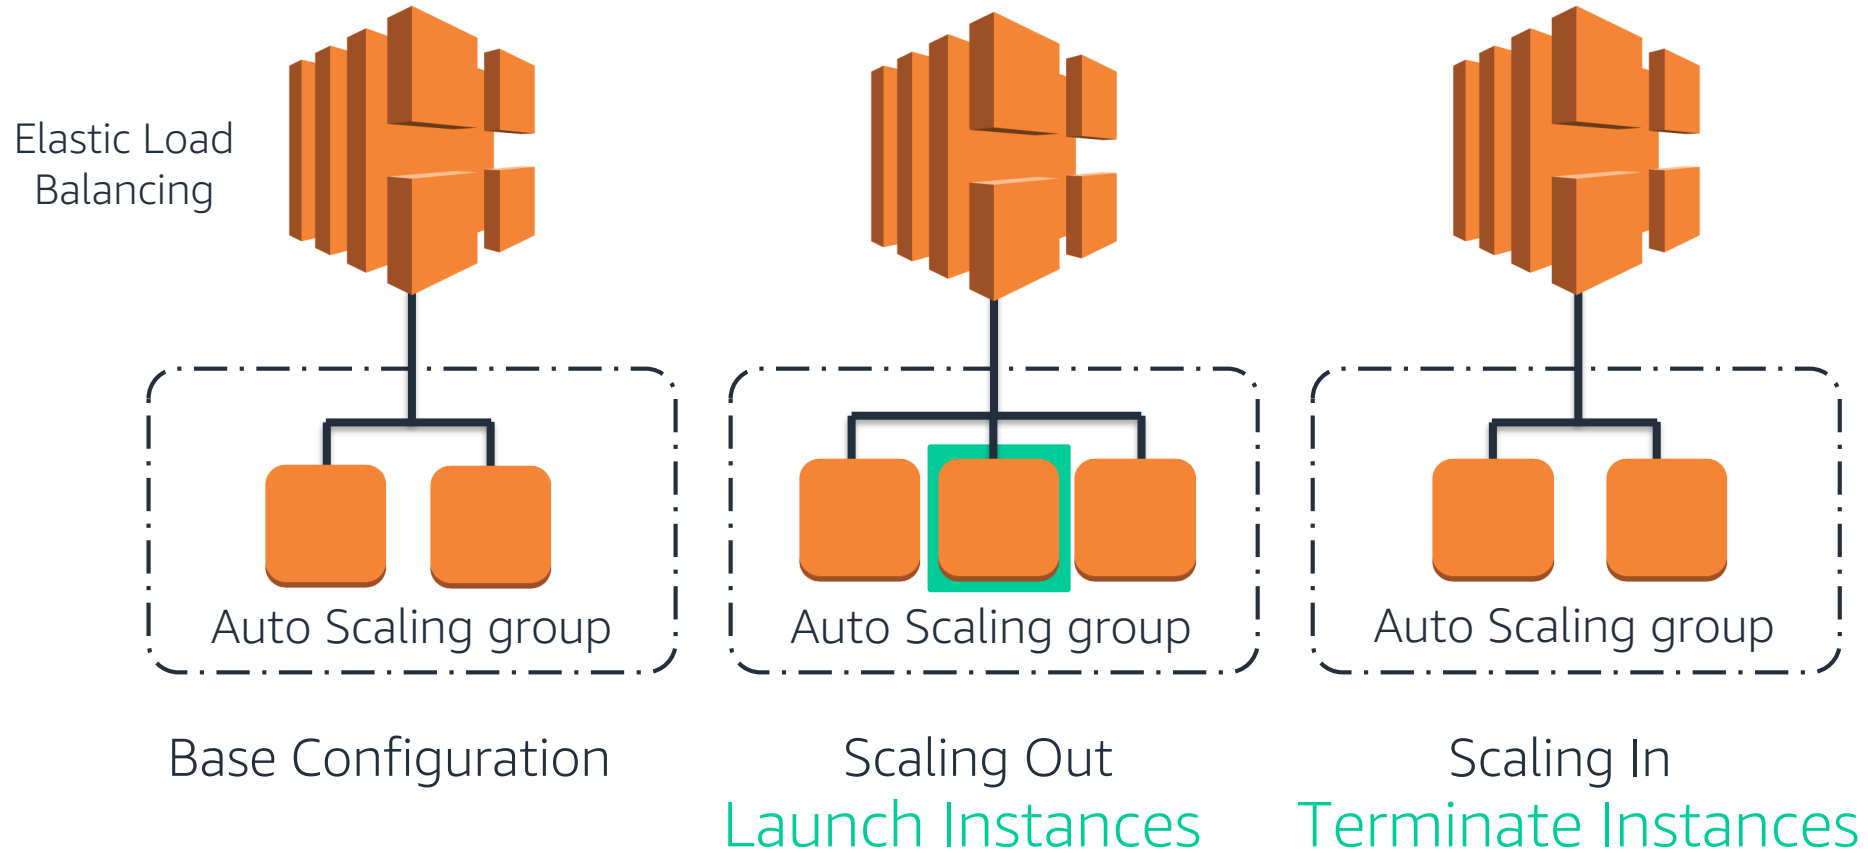 Elastic Load
Balancing
Auto Scaling group
Auto Scaling group
Auto Scaling group
Base Configuration
Scaling Out
Launch Instances
Scaling In
Terminate Instances